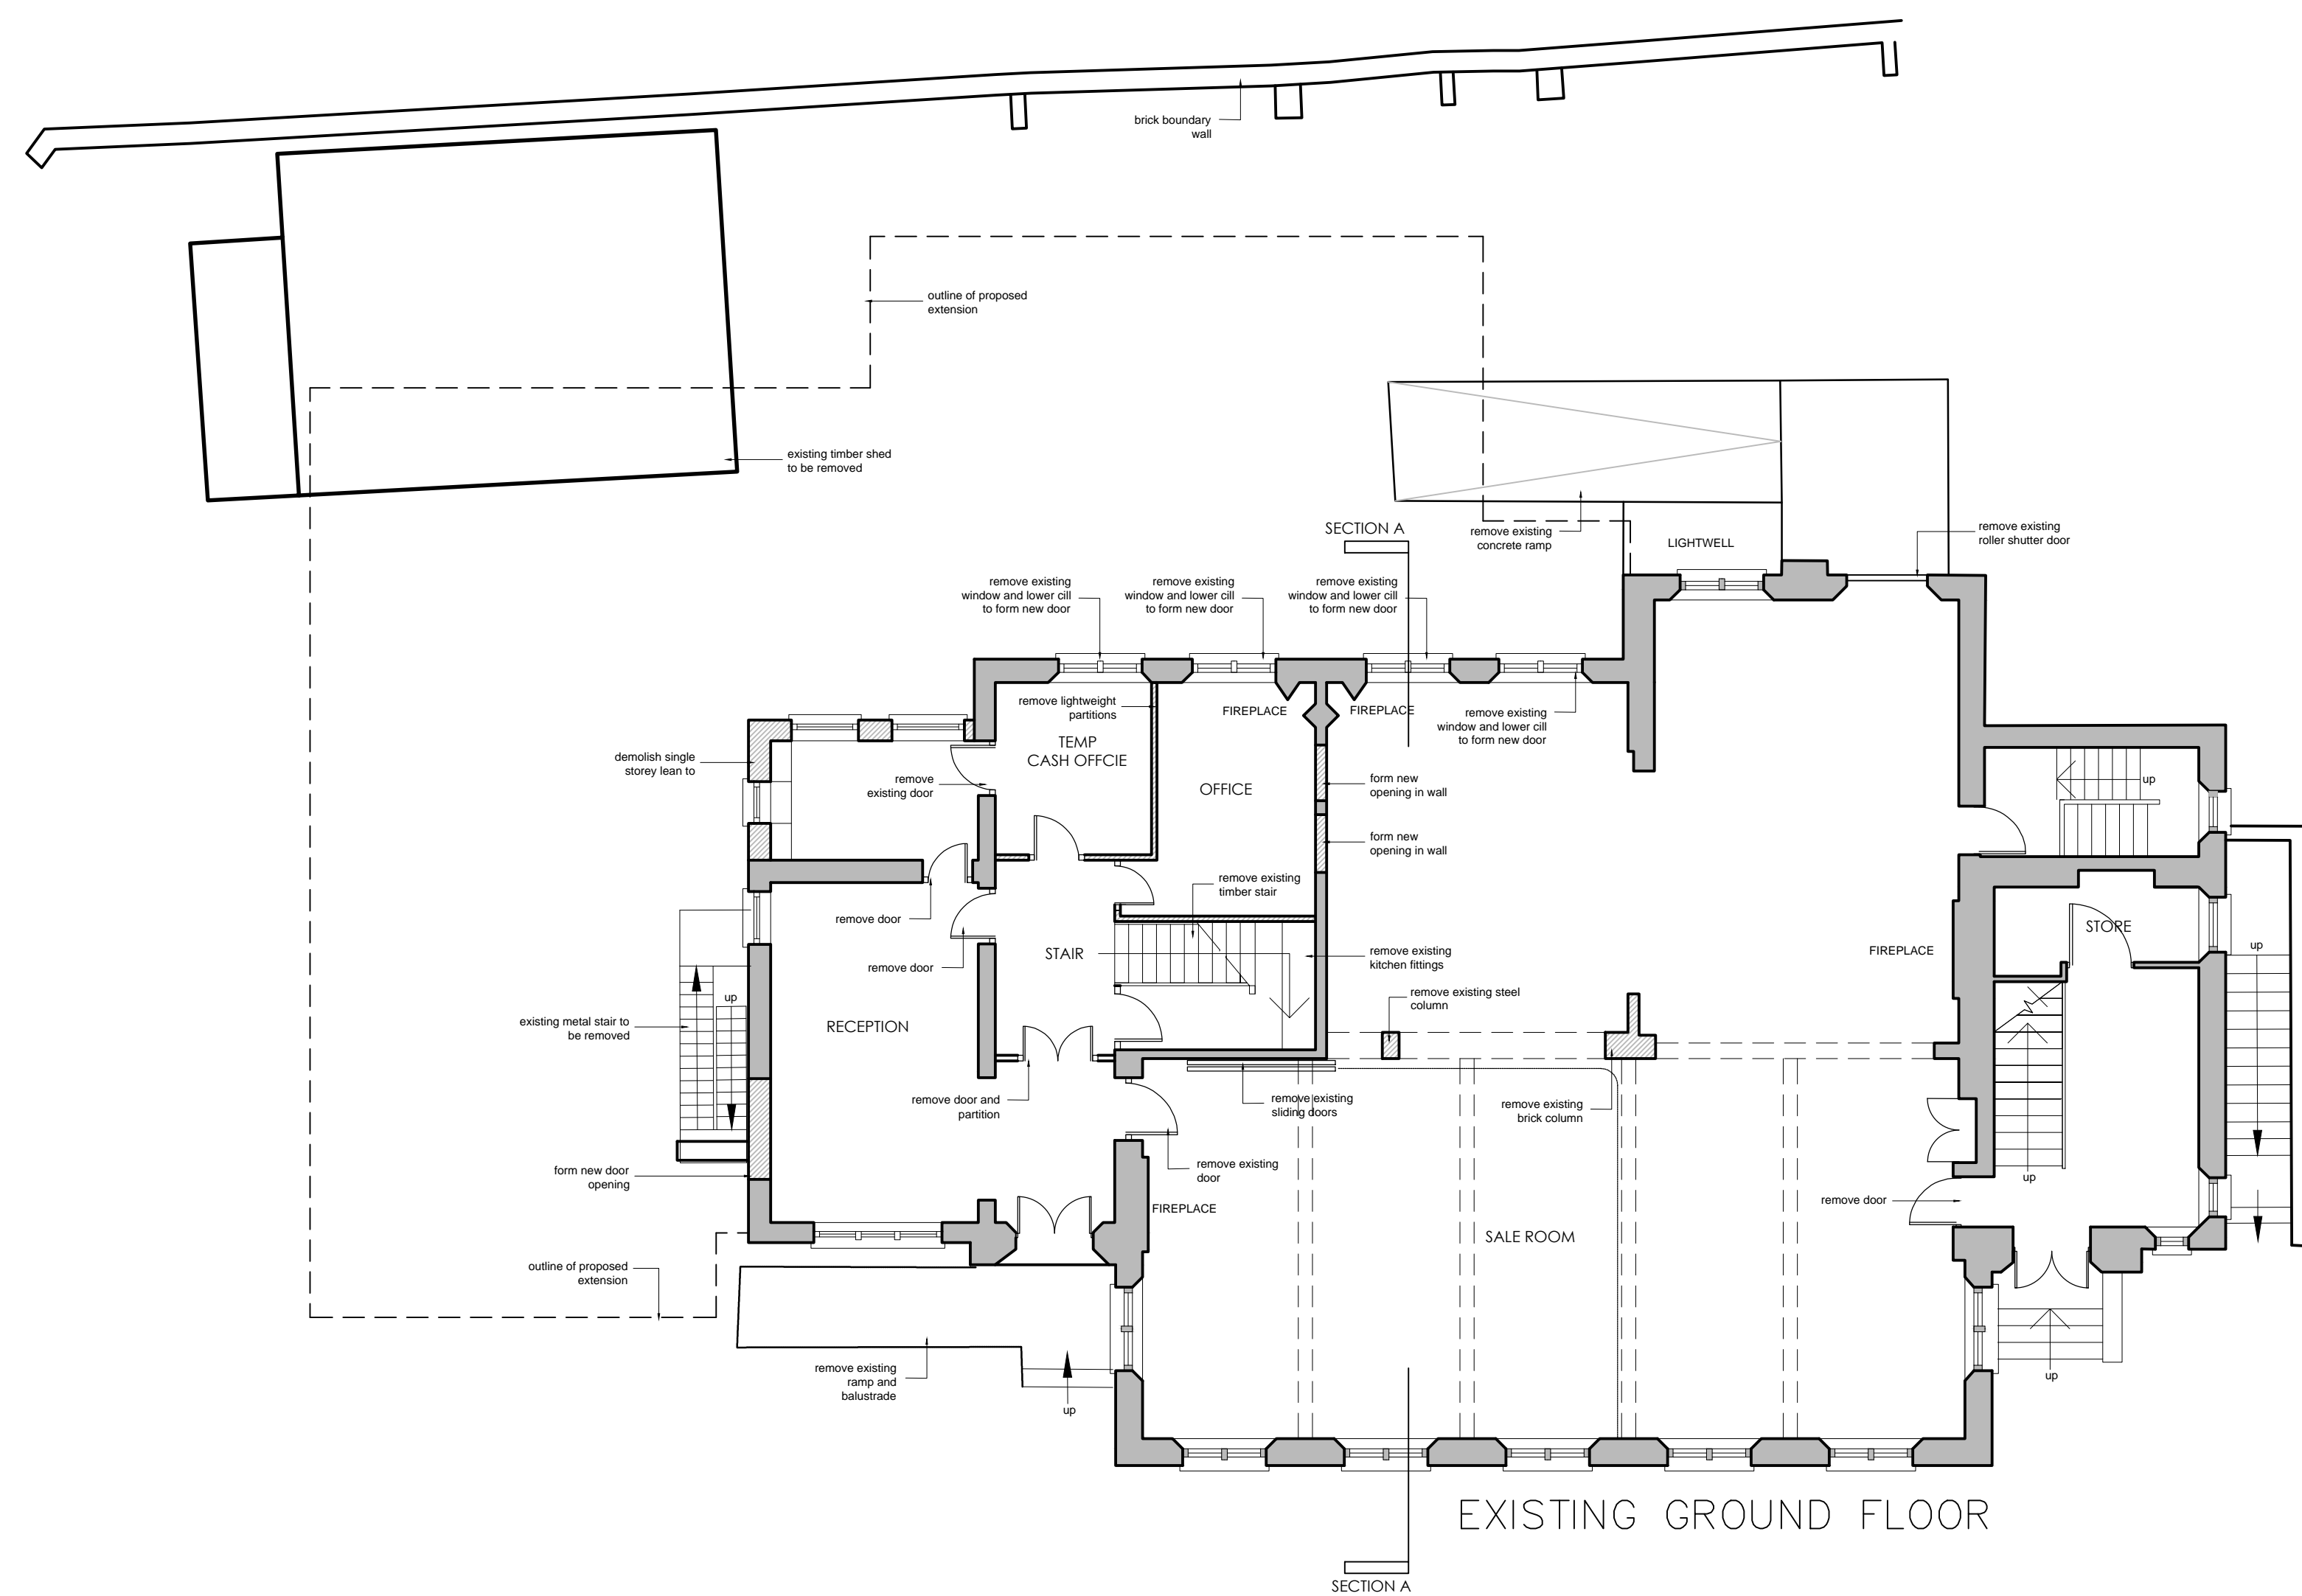 brick boundary
wall
outline of proposed
extension
existing timber shed
to be removed
SECTION A
remove existing
concrete ramp
LIGHTWELL
remove existing
roller shutter door
remove existing
window and lower cill
to form new door
remove existing
window and lower cill
to form new door
remove existing
window and lower cill
to form new door
remove lightweight
partitions
FIREPLACE
FIREPLACE
remove existing
window and lower cill
to form new door
TEMP
CASH OFFCIE
demolish single
storey lean to
remove
existing door
OFFICE
form new
opening in wall
up
form new
opening in wall
remove existing
timber stair
remove door
STORE
STAIR
remove existing
kitchen fittings
FIREPLACE
up
remove door
up
remove existing steel
column
existing metal stair to
be removed
RECEPTION
remove door and
partition
remove existing
sliding doors
remove existing
brick column
form new door
opening
remove existing
door
up
FIREPLACE
remove door
SALE ROOM
outline of proposed
extension
remove existing
ramp and
balustrade
up
up
EXISTING GROUND FLOOR
SECTION A